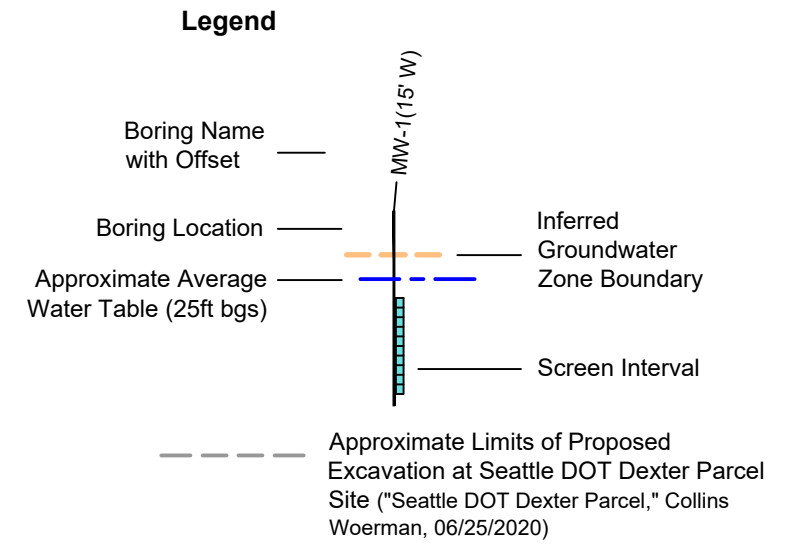 Legend
MW-1(15' W)
Boring Name
with Offset
Boring Location
Approximate Average
Water Table (25ft bgs)
Inferred
Groundwater
Zone Boundary
Screen Interval
Approximate Limits of Proposed
Excavation at Seattle DOT Dexter Parcel
Site ("Seattle DOT Dexter Parcel," Collins
Woerman, 06/25/2020)